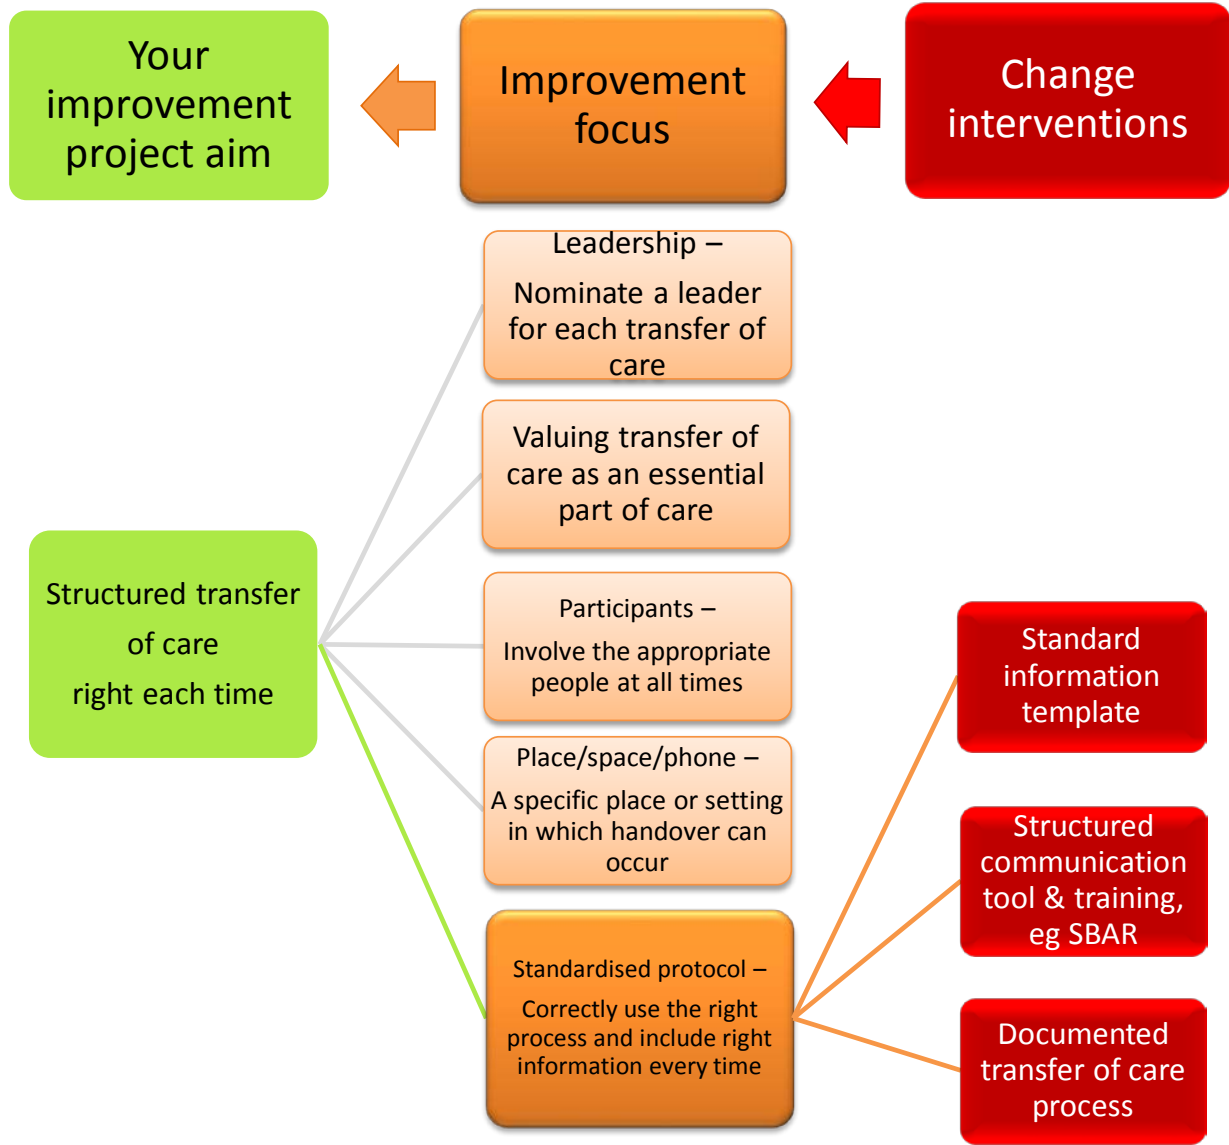 Your
improvement
project aim
Improvement
focus
Change
interventions
Leadership –
Nominate a leader
for each transfer of
care
Valuing transfer of
care as an essential
part of care
Structured transfer
of care
right each time
Participants –
Involve the appropriate
people at all times
Place/space/phone –
A specific place or setting
in which handover can
occur
Standardised protocol –
Correctly use the right
process and include right
information every time
Standard
information
template
Structured
communication
tool & training,
eg SBAR
Documented
transfer of care
process